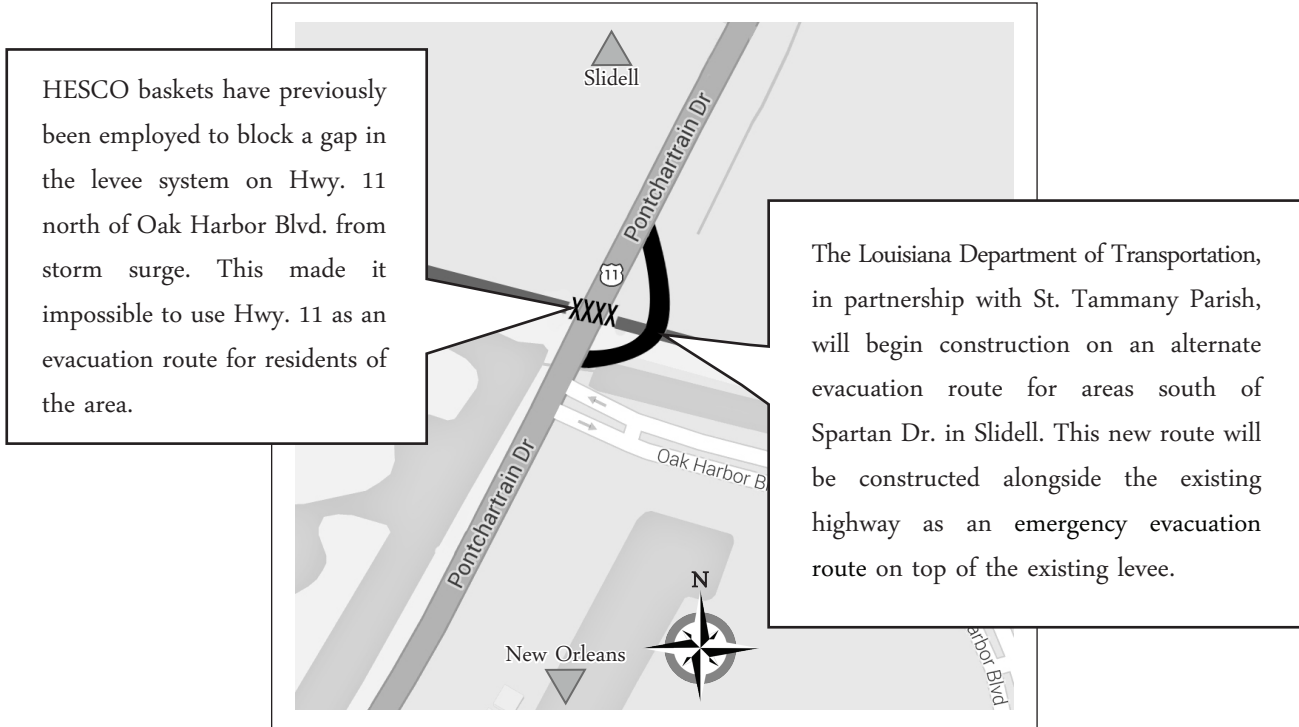 Slidell
HESCO baskets have previously
been employed to block a gap in
the levee system on Hwy. 11
north of Oak Harbor Blvd. from
storm surge. This made it
impossible to use Hwy. 11 as an
evacuation route for residents of
the area.
Pontchartrain Dr
11
XXXX
The Louisiana Department of Transportation,
in partnership with St. Tammany Parish,
will begin construction on an alternate
evacuation route for areas south of
Spartan Dr. in Slidell. This new route will
be constructed alongside the existing
highway as an emergency evacuation
route on top of the existing levee.
Oak Harbor B
Pontchartrain Dr
N
New Orleans
arbor Blvd